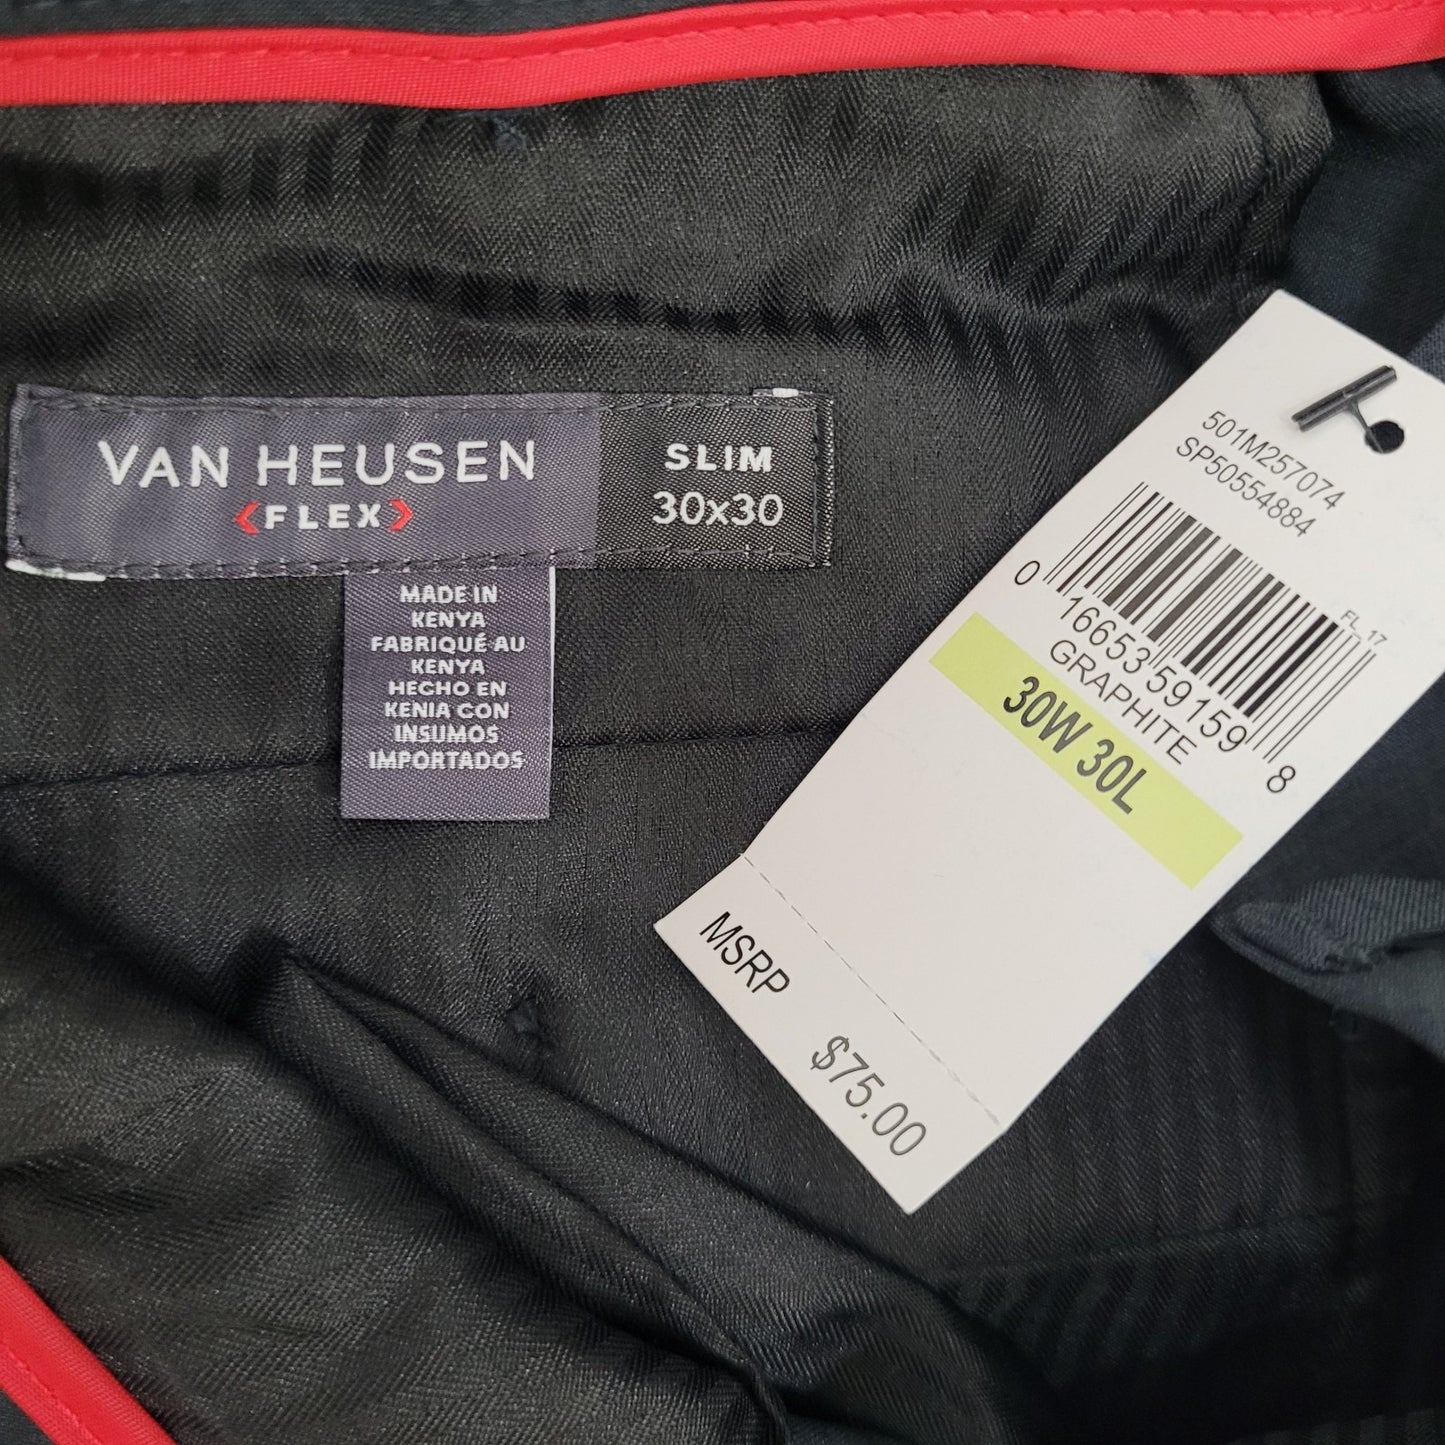 VAN HEUSEN
<FLEX>
SLIM
30x30
MADE IN
KENYA
FABRIQUÉ AU
KENYA
HECHO EN
KENIA CON
INSUMOS
IMPORTADOS
501M257074
SP50554884
FL 17
0 16653 59159 8
GRAPHITE
30W 30L
MSRP
$75.00